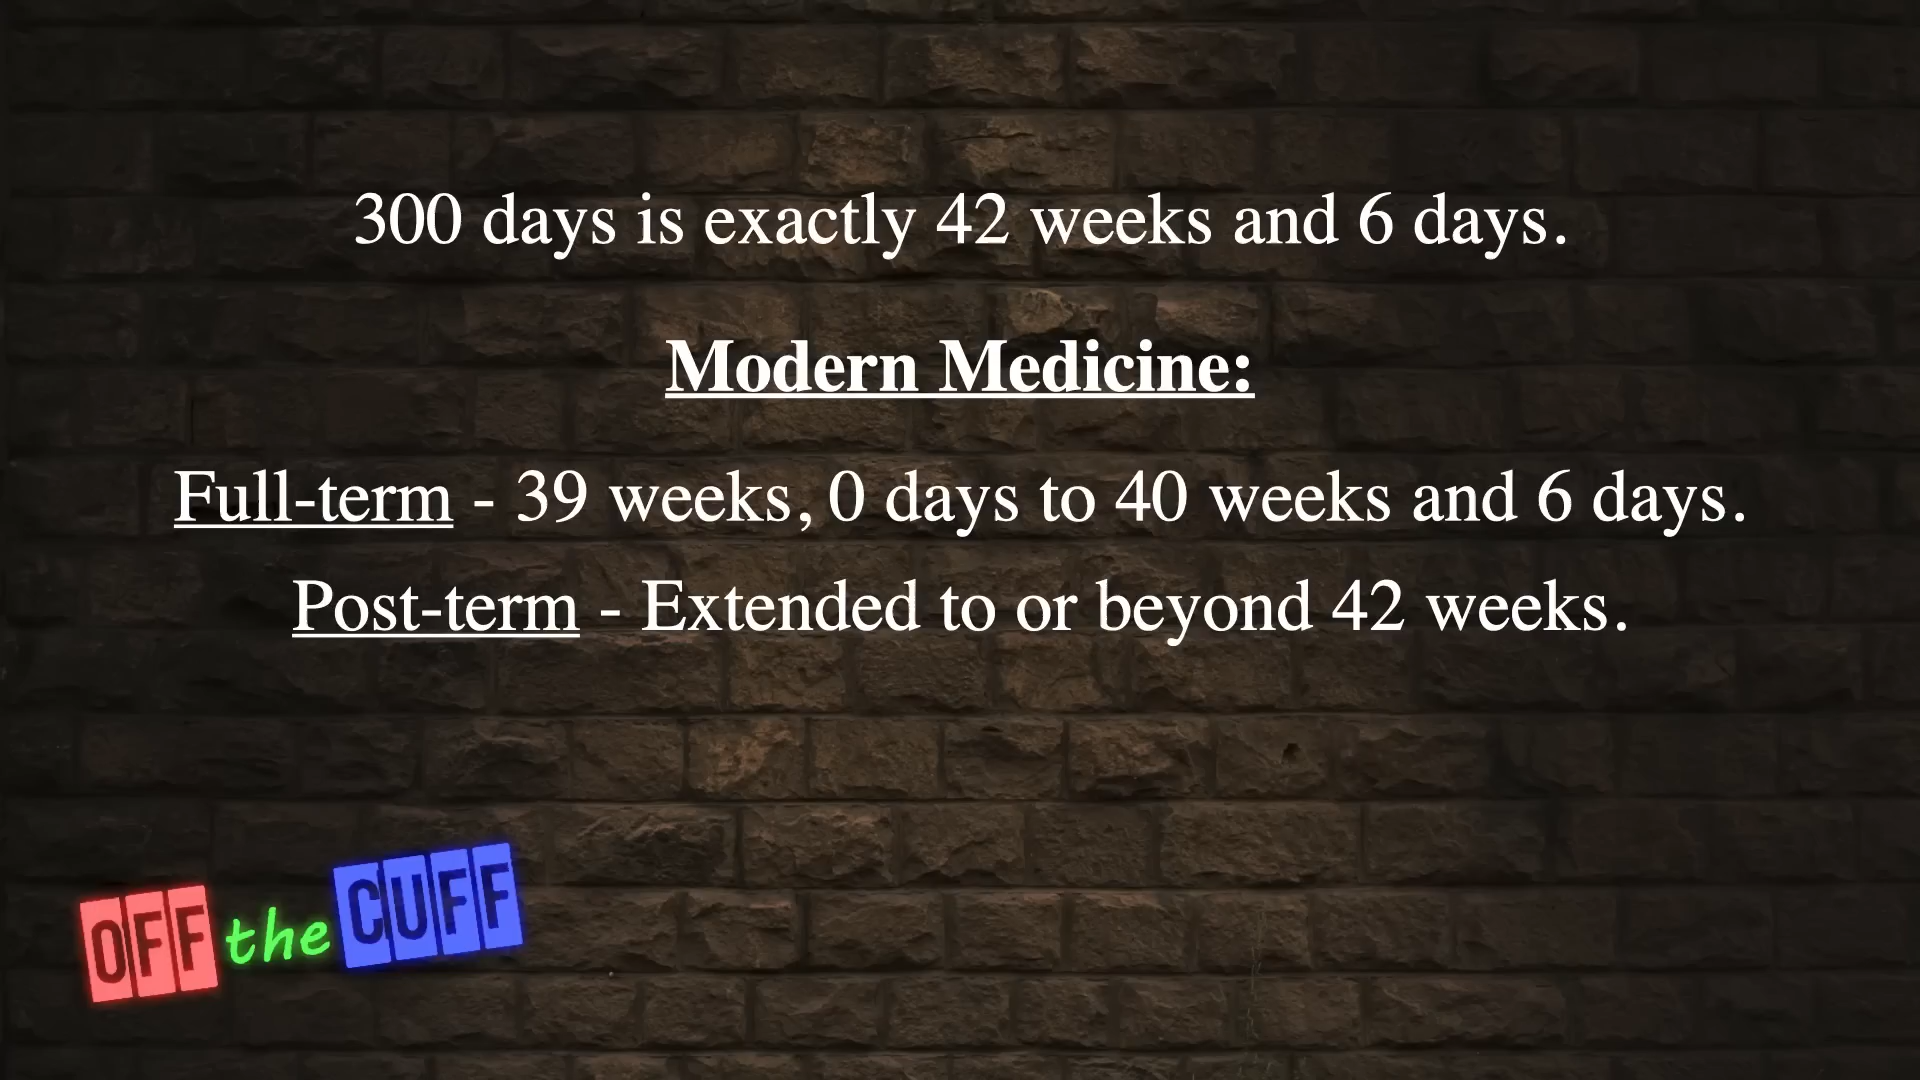 300 days is exactly 42 weeks and 6 days.
Modern Medicine:
Full-term - 39 weeks, 0 days to 40 weeks and 6 days.
Post-term - Extended to or beyond 42 weeks.
OFF the CUFF